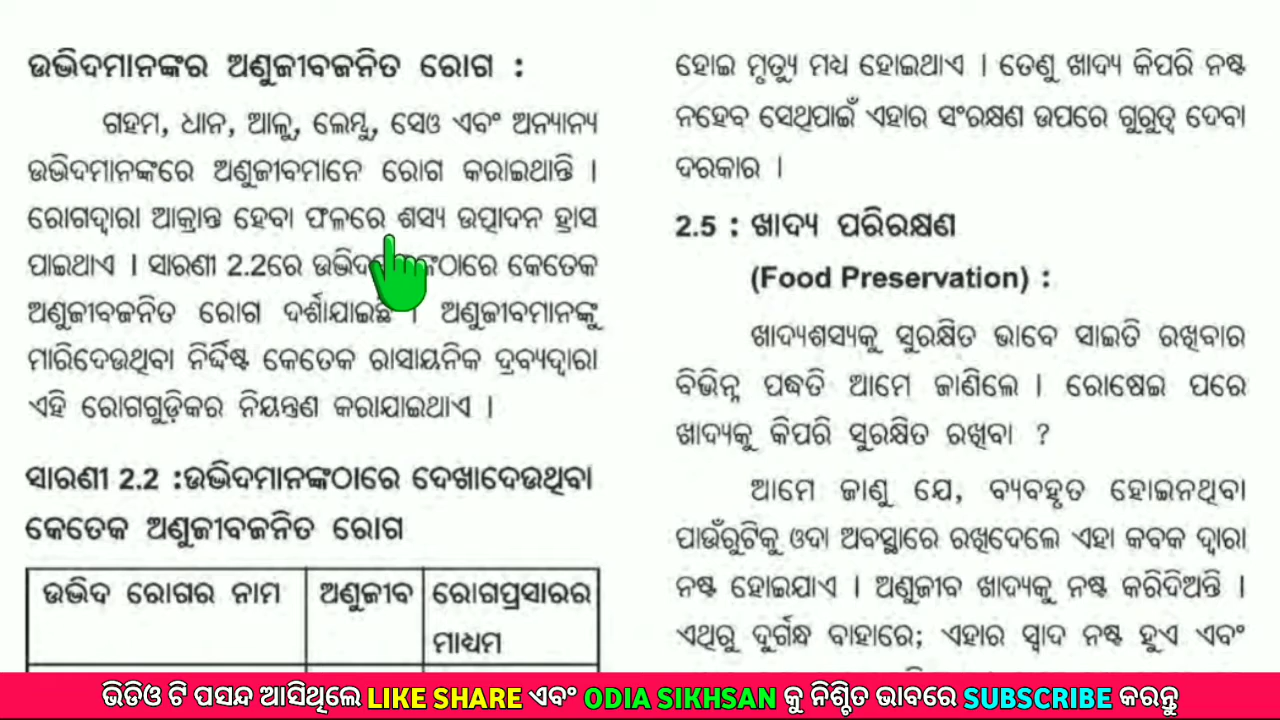 ଉଦ୍ଭିଦମାନଙ୍କର ଅଣୁଜୀବଜନିତ ରୋଗ :
ଗହମ, ଧାନ, ଆଳୁ, ଲେମ୍ବୁ, ସେଓ ଏବଂ ଅନ୍ୟାନ୍ୟ
ଉଦ୍ଭିଦମାନଙ୍କରେ ଅଣୁଜୀବମାନେ ରୋଗ କରାଇଥାନ୍ତି ।
ରୋଗଦ୍ୱାରା ଆକ୍ରାନ୍ତ ହେବା ଫଳରେ ଶସ୍ୟ ଉତ୍ପାଦନ ହ୍ରାସ
ପାଇଥାଏ । ସାରଣୀ 2.2ରେ କେତେକ
ଅଣୁଜୀବଜନିତ ରୋଗ ଦର୍ଶାଯାଇଛି । ଅଣୁଜୀବମାନଙ୍କୁ
ମାରିଦେଉଥିବା ନିର୍ଦ୍ଦିଷ୍ଟ କେତେକ ରାସାୟନିକ ଦ୍ରବ୍ୟଦ୍ୱାରା
ଏହି ରୋଗଗୁଡ଼ିକର ନିୟନ୍ତ୍ରଣ କରାଯାଇଥାଏ ।
ସାରଣୀ 2.2 :ଉଦ୍ଭିଦମାନଙ୍କଠାରେ ଦେଖାଦେଉଥିବା
କେତେକ ଅଣୁଜୀବଜନିତ ରୋଗ
ଉଦ୍ଭିଦ ରୋଗର ନାମ ଅଣୁଜୀବ ରୋଗପ୍ରସାରର
ମାଧ୍ୟମ
ହୋଇ ମୃତ୍ୟୁ ମଧ୍ୟ ହୋଇଥାଏ । ତେଣୁ ଖାଦ୍ୟ କିପରି ନଷ୍ଟ
ନହେବ ସେଥିପାଇଁ ଏହାର ସଂରକ୍ଷଣ ଉପରେ ଗୁରୁତ୍ୱ ଦେବା
ଦରକାର ।
2.5 : ଖାଦ୍ୟ ପରିରକ୍ଷଣ
(Food Preservation) :
ଖାଦ୍ୟଶସ୍ୟକୁ ସୁରକ୍ଷିତ ଭାବେ ସାଇତି ରଖିବାର
ବିଭିନ୍ନ ପଦ୍ଧତି ଆମେ ଜାଣିଲେ । ରୋଷେଇ ପରେ
ଖାଦ୍ୟକୁ କିପରି ସୁରକ୍ଷିତ ରଖିବା ?
ଆମେ ଜାଣୁ ଯେ, ବ୍ୟବହୃତ ହୋଇନଥିବା
ପାଉଁରୁଟିକୁ ଓଦା ଅବସ୍ଥାରେ ରଖିଦେଲେ ଏହା କବକ ଦ୍ୱାରା
ନଷ୍ଟ ହୋଇଯାଏ । ଅଣୁଜୀବ ଖାଦ୍ୟକୁ ନଷ୍ଟ କରିଦିଅନ୍ତି ।
ଏଥିରୁ ଦୁର୍ଗନ୍ଧ ବାହାରେ; ଏହାର ସ୍ୱାଦ ନଷ୍ଟ ହୁଏ ଏବଂ
ଭିଡିଓ ଟି ପସନ୍ଦ ଆସିଥିଲେ LIKE SHARE ଏବଂ ODIA SIKHSAN କୁ ନିଶ୍ଚିତ ଭାବରେ SUBSCRIBE କରନ୍ତୁ